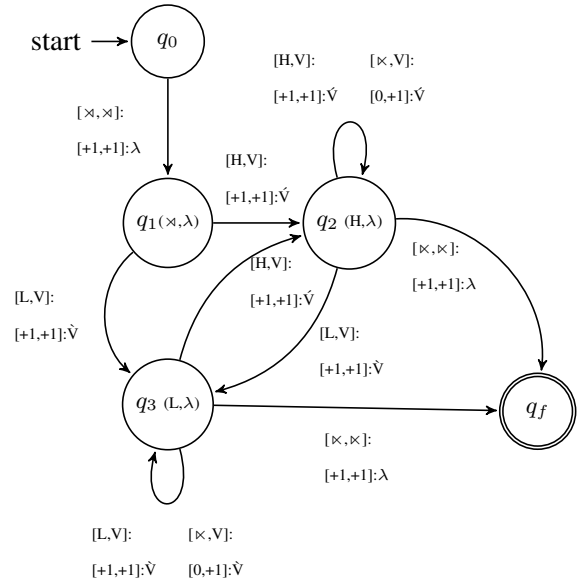 start q₀
[⋊,⋊]:
[+1,+1]:λ
[H,V]: [⋉,V]:
[+1,+1]:V́ [0,+1]:V́
[H,V]:
[+1,+1]:V́
q₁(⋊,λ)
q₂ (H,λ)
[H,V]:
[+1,+1]:V́
[⋉,⋉]:
[+1,+1]:λ
[L,V]:
[+1,+1]:V̀
[L,V]:
[+1,+1]:V̀
q₃ (L,λ)
q_f
[⋉,⋉]:
[+1,+1]:λ
[L,V]: [⋉,V]:
[+1,+1]:V̀ [0,+1]:V̀